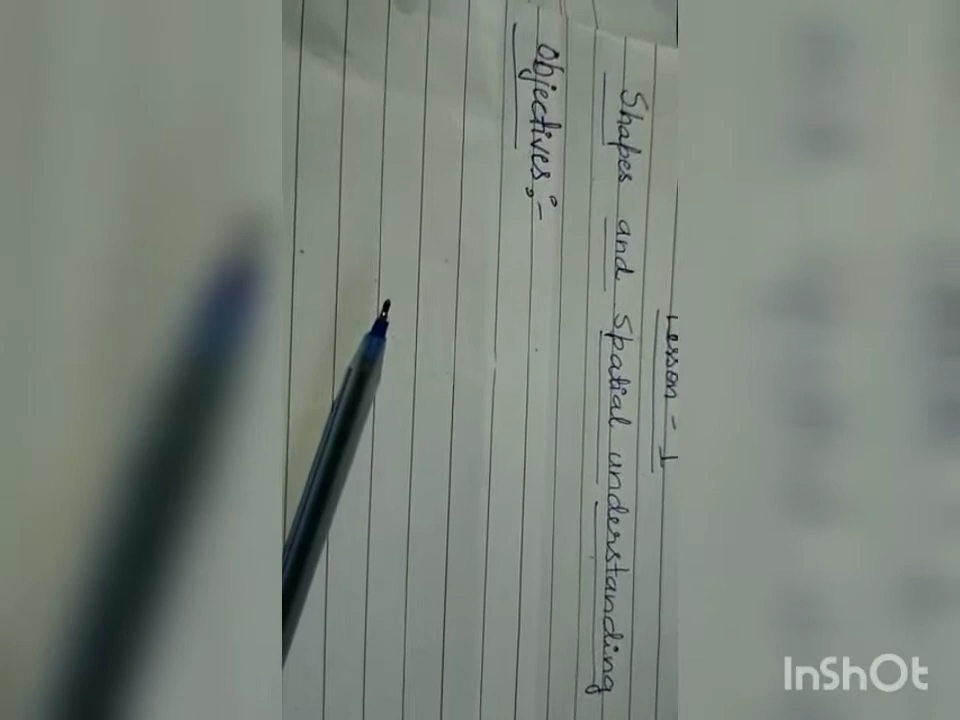 Lesson - 1
Shapes and Spatial understanding
Objectives :-
InShOt